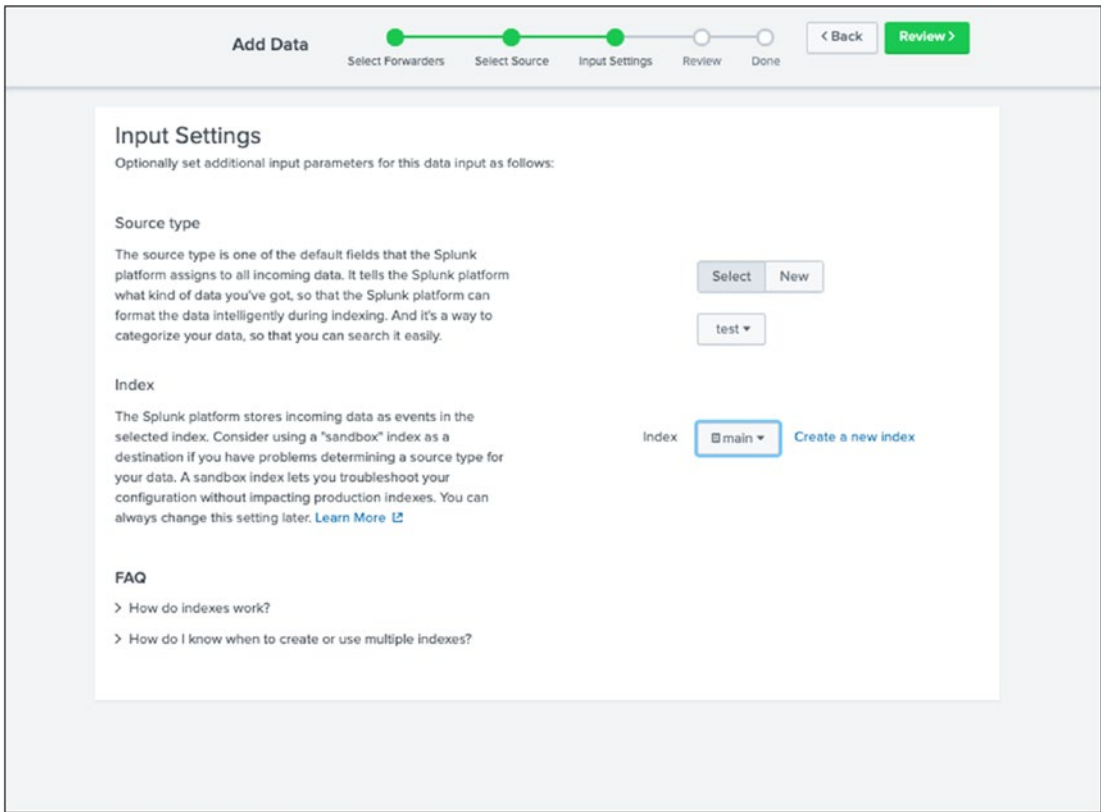 Add Data
Select Forwarders
Select Source
Input Settings
Review
Done
< Back
Review >
Input Settings
Optionally set additional input parameters for this data input as follows:
Source type
The source type is one of the default fields that the Splunk
platform assigns to all incoming data. It tells the Splunk platform
what kind of data you've got, so that the Splunk platform can
format the data intelligently during indexing. And it's a way to
categorize your data, so that you can search it easily.
Select
New
test
Index
The Splunk platform stores incoming data as events in the
selected index. Consider using a "sandbox" index as a
destination if you have problems determining a source type for
your data. A sandbox index lets you troubleshoot your
configuration without impacting production indexes. You can
always change this setting later. Learn More
Index
main
Create a new index
FAQ
> How do indexes work?
> How do I know when to create or use multiple indexes?